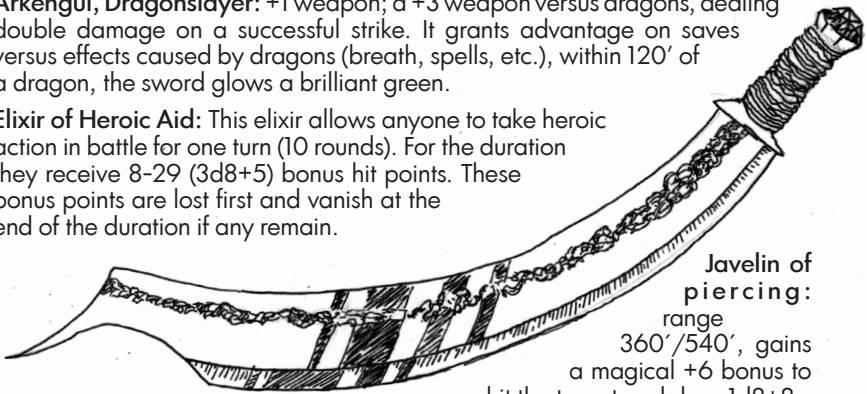 Arkengul, Dragonslayer: +1 weapon; a +3 weapon versus dragons, dealing
double damage on a successful strike. It grants advantage on saves
versus effects caused by dragons (breath, spells, etc.), within 120′ of
a dragon, the sword glows a brilliant green.
Elixir of Heroic Aid: This elixir allows anyone to take heroic
action in battle for one turn (10 rounds). For the duration
they receive 8-29 (3d8+5) bonus hit points. These
bonus points are lost first and vanish at the
end of the duration if any remain.
Javelin of
piercing:
range
360′/540′, gains
a magical +6 bonus to